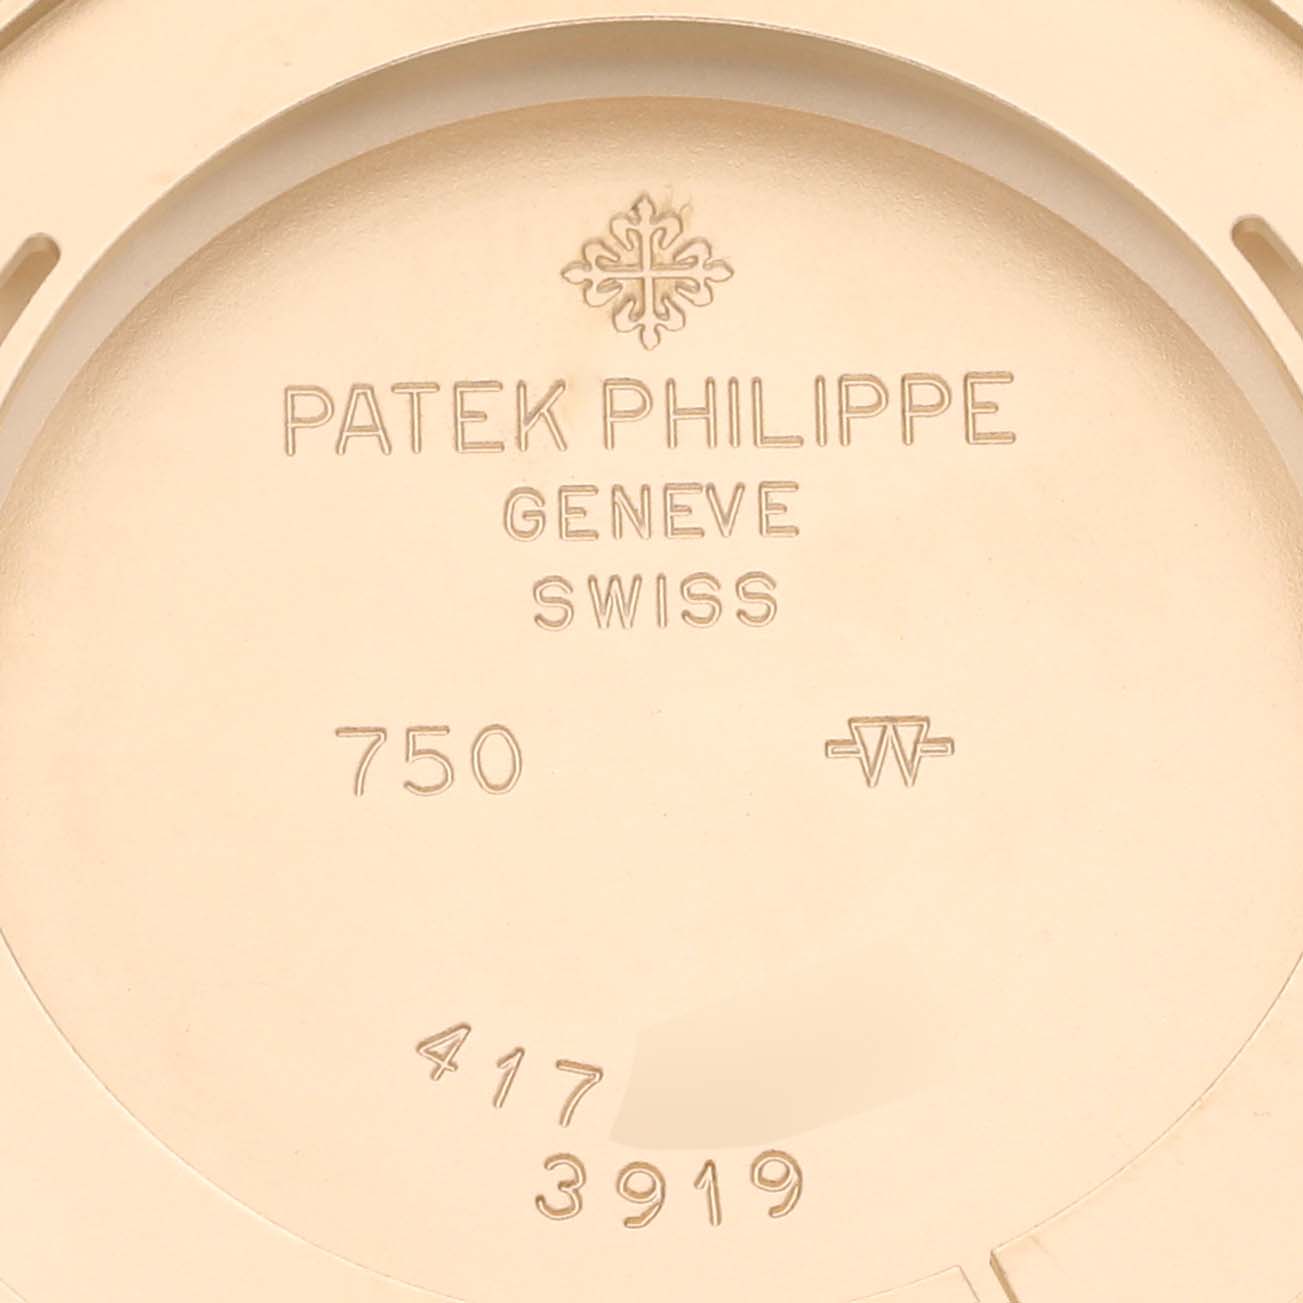 PATEK PHILIPPE
GENEVE
SWISS
750 W
417
3919